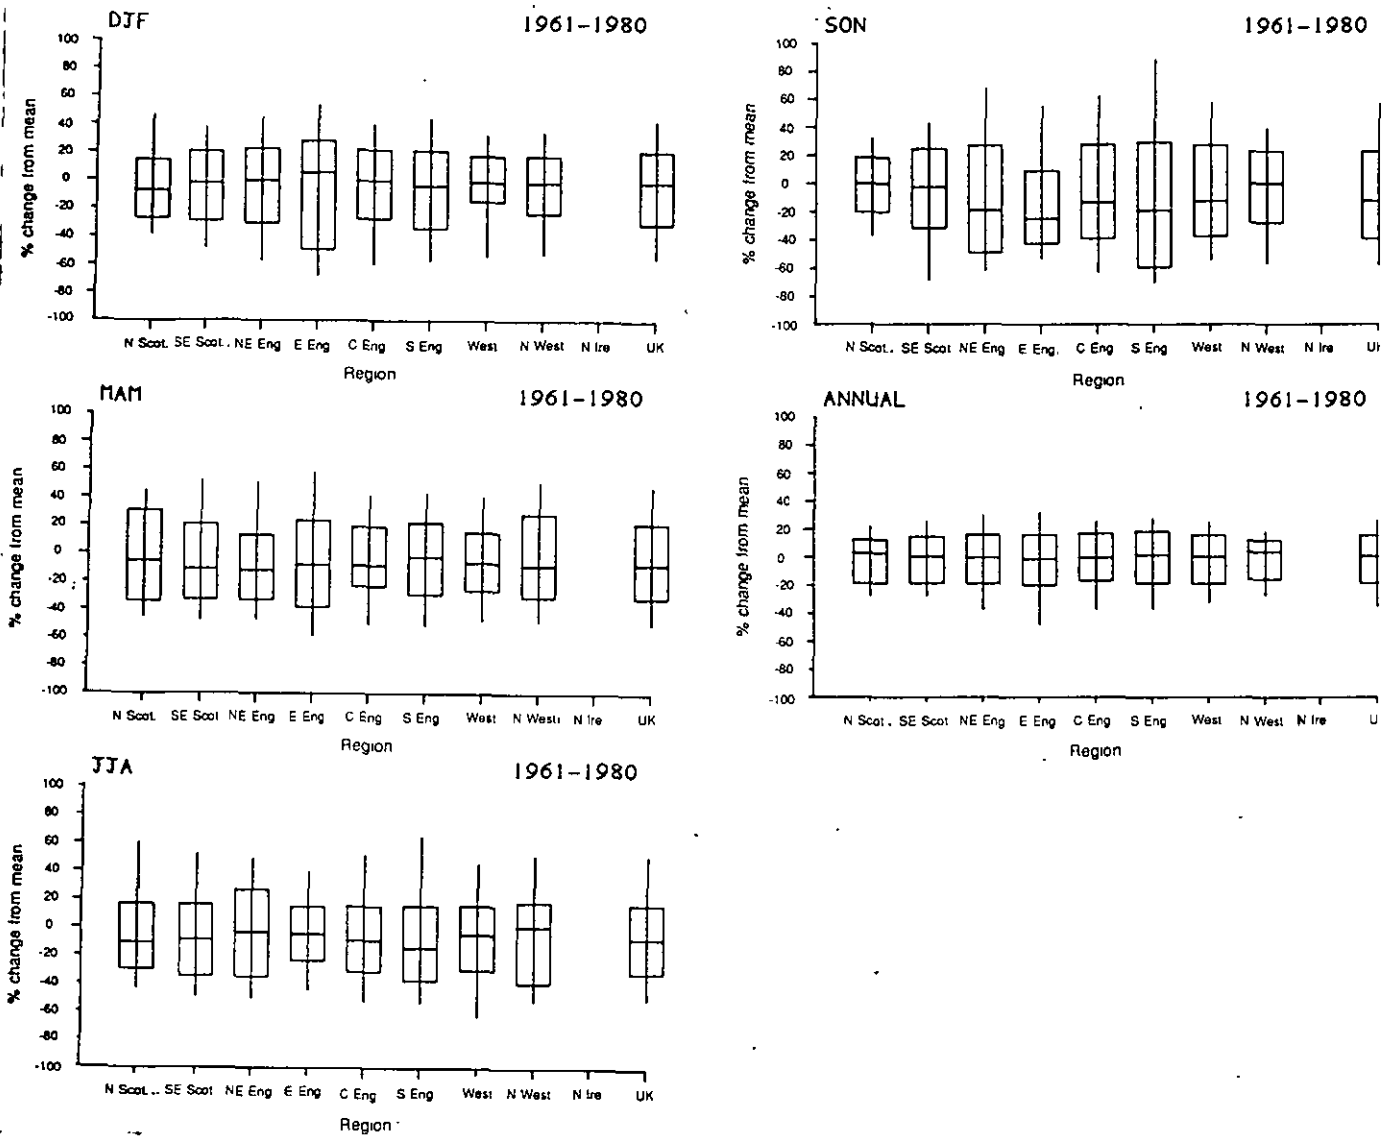 DJF 1961-1980
100
80
60
40
20
0
-20
-40
-60
-80
-100
% change from mean
N Scot. SE Scot. NE Eng E Eng C Eng S Eng West N West N Ire UK
Region
SON 1961-1980
100
80
60
40
20
0
-20
-40
-60
-80
-100
% change from mean
N Scot. SE Scot NE Eng E Eng. C Eng S Eng West N West N Ire
Region
MAM 1961-1980
100
80
60
40
20
0
-20
-40
-60
-80
-100
% change from mean
N Scot. SE Scot NE Eng E Eng C Eng S Eng West N West N Ire UK
Region
ANNUAL 1961-1980
100
80
60
40
20
0
-20
-40
-60
-80
-100
% change from mean
N Scot. SE Scot NE Eng E Eng C Eng S Eng West N West N Ire U
Region
JJA 1961-1980
100
80
60
40
20
0
-20
-40
-60
-80
-100
% change from mean
N Scot. SE Scot NE Eng E Eng C Eng S Eng West N West N Ire UK
Region